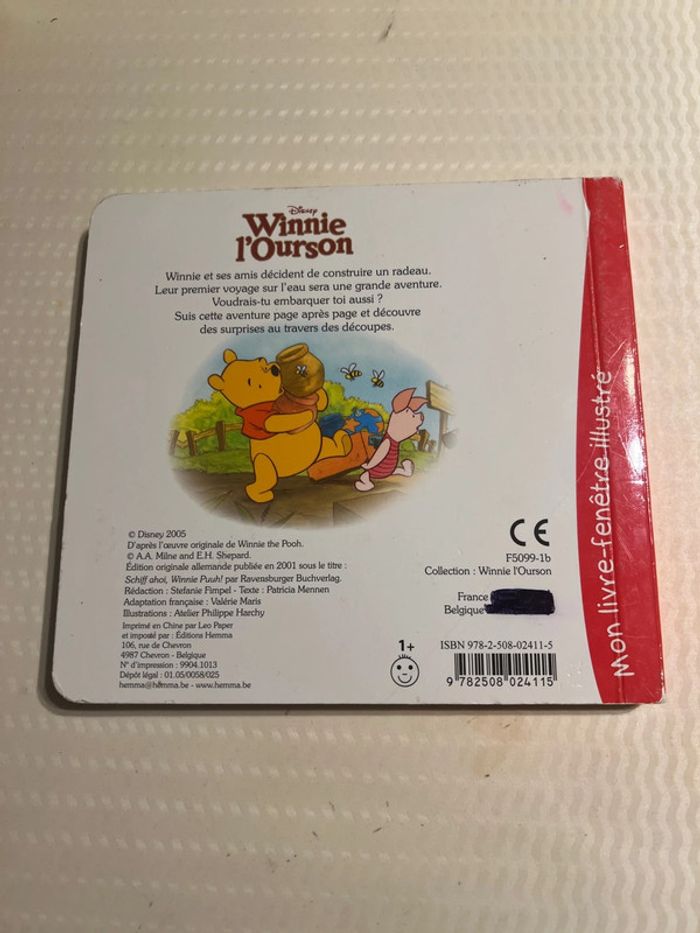 Disney
Winnie
l'Ourson
Winnie et ses amis décident de construire un radeau.
Leur premier voyage sur l'eau sera une grande aventure.
Voudrais-tu embarquer toi aussi ?
Suis cette aventure page après page et découvre
des surprises au travers des découpes.
© Disney 2005
D'après l'œuvre originale de Winnie the Pooh.
© A.A. Milne and E.H. Shepard.
Édition originale allemande publiée en 2001 sous le titre :
Schiff ahoi, Winnie Puuh! par Ravensburger Buchverlag.
Rédaction : Stefanie Fimpel - Texte : Patricia Mennen
Adaptation française : Valérie Maris
Illustrations : Atelier Philippe Harchy
Imprimé en Chine par Leo Paper
et importé par : Éditions Hemma
106, rue de Chevron
4987 Chevron - Belgique
N° d'impression : 9904.1013
Dépôt légal : 01.05/0058/025
hemma@hemma.be - www.hemma.be
CE
F5099-1b
Collection : Winnie l'Ourson
France
Belgique
1+
ISBN 978-2-508-02411-5
9 782508 024115
Mon livre-fenêtre illustré